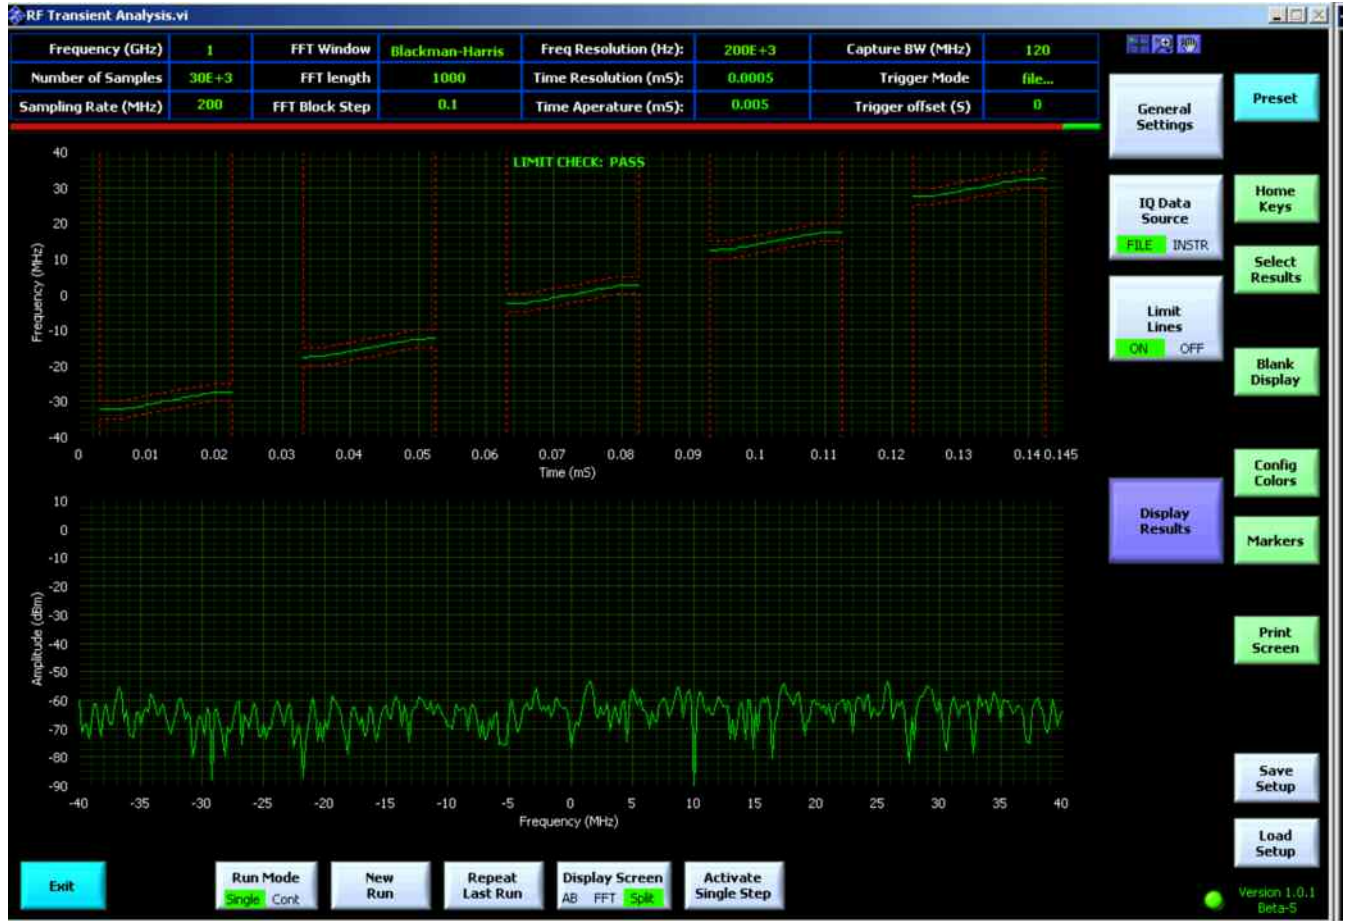 RF Transient Analysis.vi
Frequency (GHz) 1 FFT Window Blackman-Harris Freq Resolution (Hz): 200E+3 Capture BW (MHz) 120
Number of Samples 30E+3 FFT length 1000 Time Resolution (mS): 0.0005 Trigger Mode file...
Sampling Rate (MHz) 200 FFT Block Step 0.1 Time Aperature (mS): 0.005 Trigger offset (S) 0
LIMIT CHECK: PASS
40
30
20
10
0
-10
-20
-30
-40
Frequency (MHz)
0 0.01 0.02 0.03 0.04 0.05 0.06 0.07 0.08 0.09 0.1 0.11 0.12 0.13 0.14 0.145
Time (mS)
10
0
-10
-20
-30
-40
-50
-60
-70
-80
-90
Amplitude (dBm)
-40 -35 -30 -25 -20 -15 -10 -5 0 5 10 15 20 25 30 35 40
Frequency (MHz)
General
Settings
IQ Data
Source
FILE INSTR
Limit
Lines
ON OFF
Display
Results
Preset
Home
Keys
Select
Results
Blank
Display
Config
Colors
Markers
Print
Screen
Save
Setup
Load
Setup
Exit
Run Mode
Single Cont
New
Run
Repeat
Last Run
Display Screen
AB FFT Split
Activate
Single Step
Version 1.0.1
Beta-5